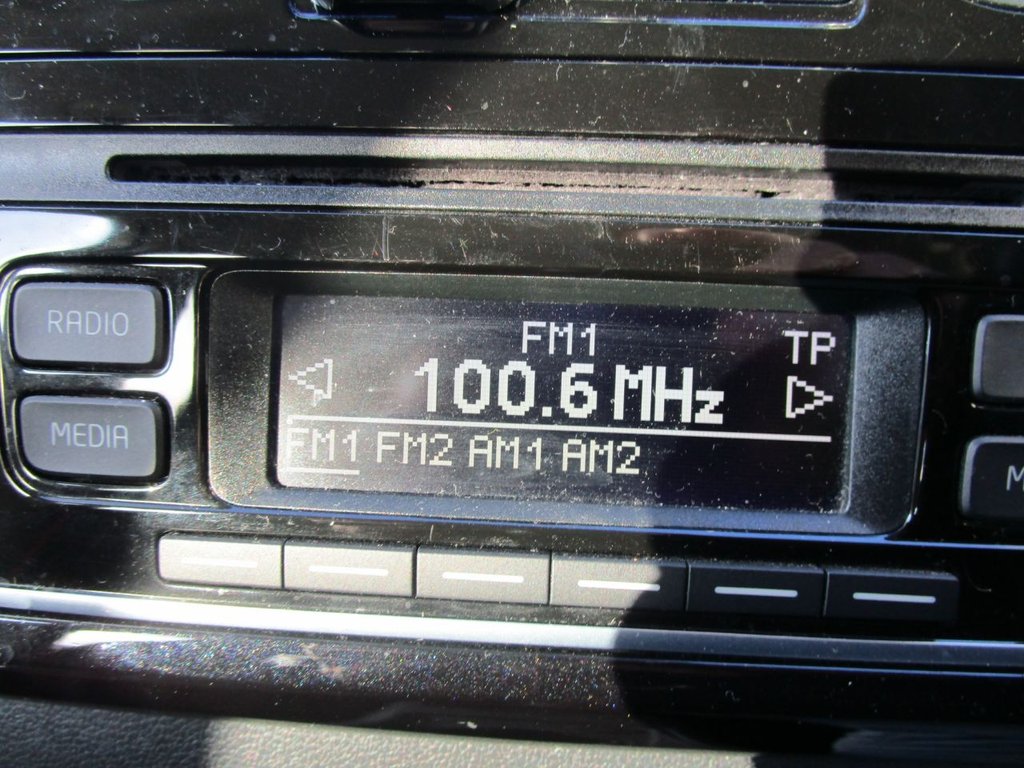 RADIO
MEDIA
FM1
TP
100.6 MHz
FM1 FM2 AM1 AM2